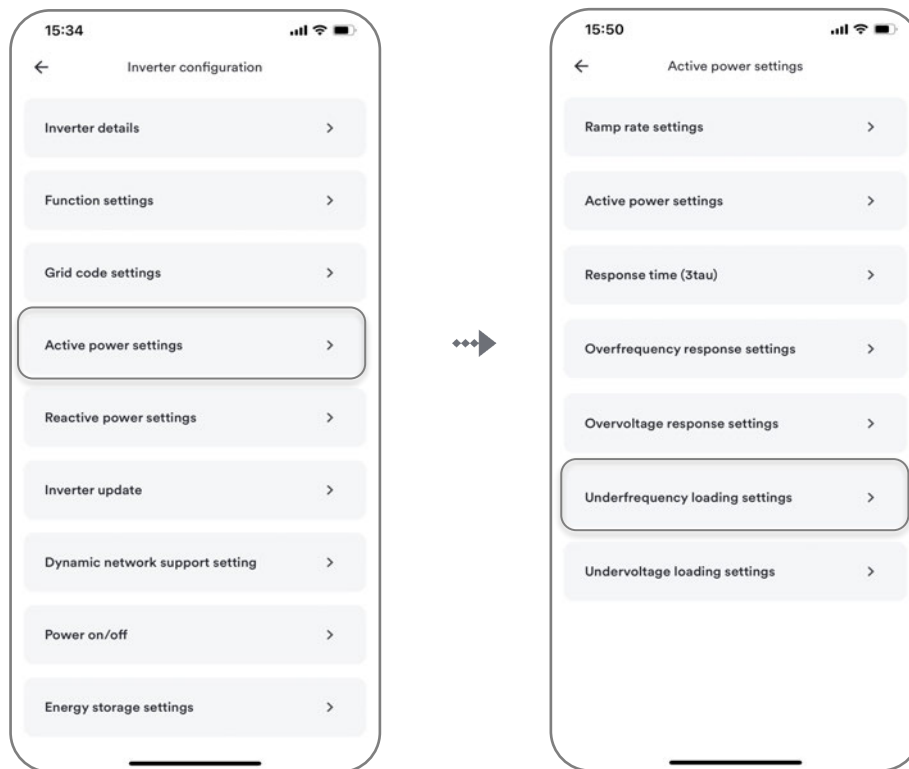 15:34
Inverter configuration
Inverter details
Function settings
Grid code settings
Active power settings
Reactive power settings
Inverter update
Dynamic network support setting
Power on/off
Energy storage settings
15:50
Active power settings
Ramp rate settings
Active power settings
Response time (3tau)
Overfrequency response settings
Overvoltage response settings
Underfrequency loading settings
Undervoltage loading settings